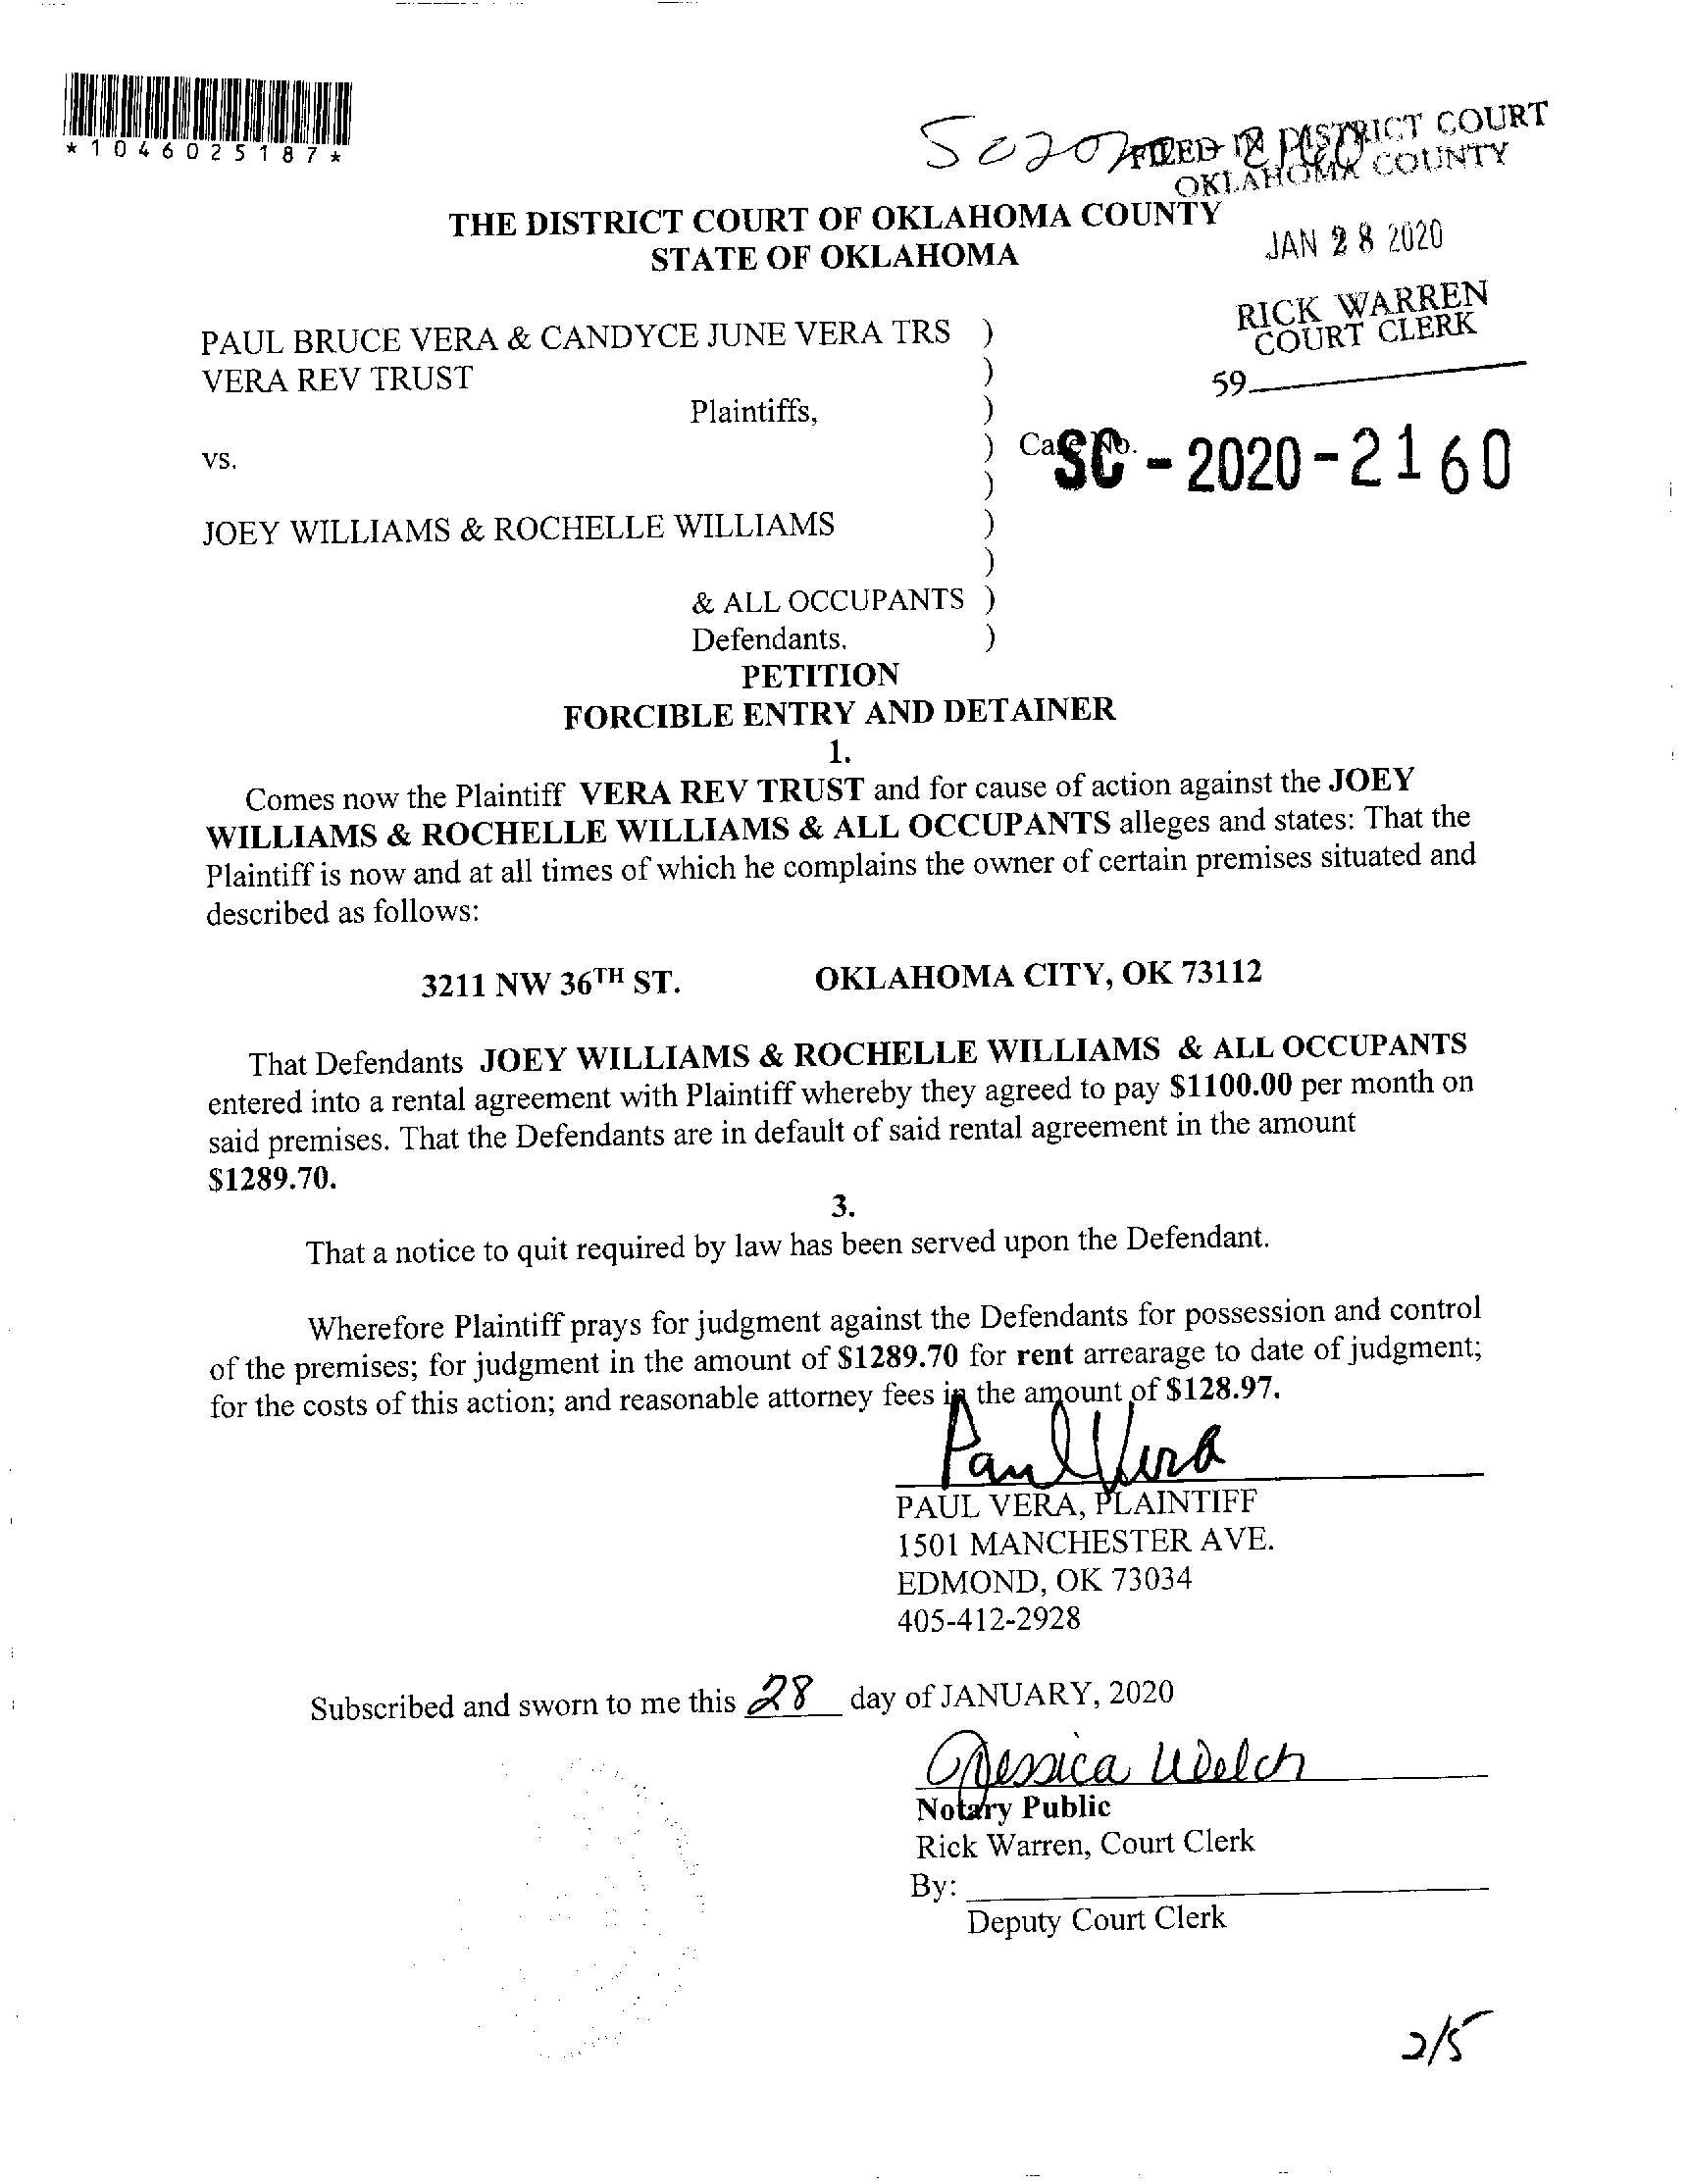 *1046025187*
FILED IN DISTRICT COURT
OKLAHOMA COUNTY
THE DISTRICT COURT OF OKLAHOMA COUNTY
STATE OF OKLAHOMA
JAN 28 2020
RICK WARREN
COURT CLERK
59
PAUL BRUCE VERA & CANDYCE JUNE VERA TRS )
VERA REV TRUST )
Plaintiffs, )
vs. ) Case No. SC-2020-2160
)
JOEY WILLIAMS & ROCHELLE WILLIAMS )
)
& ALL OCCUPANTS )
Defendants. )
PETITION
FORCIBLE ENTRY AND DETAINER
1.
Comes now the Plaintiff VERA REV TRUST and for cause of action against the JOEY
WILLIAMS & ROCHELLE WILLIAMS & ALL OCCUPANTS alleges and states: That the
Plaintiff is now and at all times of which he complains the owner of certain premises situated and
described as follows:
3211 NW 36TH ST. OKLAHOMA CITY, OK 73112
That Defendants JOEY WILLIAMS & ROCHELLE WILLIAMS & ALL OCCUPANTS
entered into a rental agreement with Plaintiff whereby they agreed to pay $1100.00 per month on
said premises. That the Defendants are in default of said rental agreement in the amount
$1289.70.
3.
That a notice to quit required by law has been served upon the Defendant.
Wherefore Plaintiff prays for judgment against the Defendants for possession and control
of the premises; for judgment in the amount of $1289.70 for rent arrearage to date of judgment;
for the costs of this action; and reasonable attorney fees in the amount of $128.97.
Paul Vera
PAUL VERA, PLAINTIFF
1501 MANCHESTER AVE.
EDMOND, OK 73034
405-412-2928
Subscribed and sworn to me this 28 day of JANUARY, 2020
Jessica Welch
Notary Public
Rick Warren, Court Clerk
By:
Deputy Court Clerk
2/5